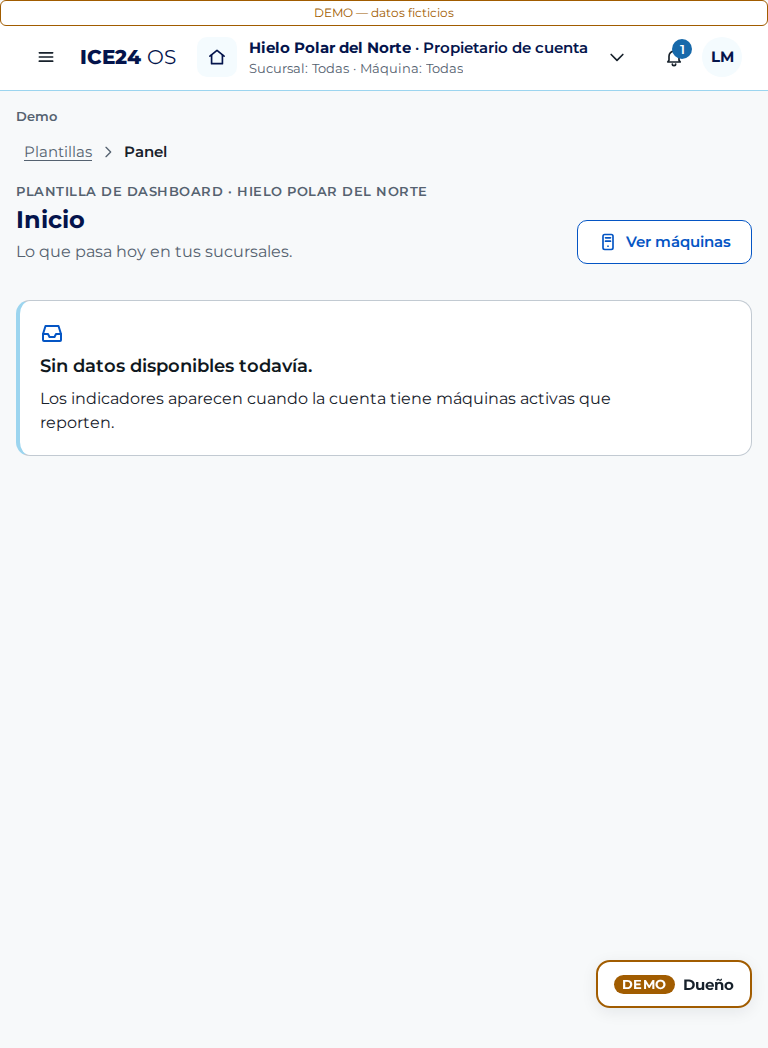 DEMO — datos ficticios
ICE24 OS
Hielo Polar del Norte · Propietario de cuenta
Sucursal: Todas · Máquina: Todas
1
LM
Demo
Plantillas > Panel
PLANTILLA DE DASHBOARD · HIELO POLAR DEL NORTE
Inicio
Lo que pasa hoy en tus sucursales.
Ver máquinas
Sin datos disponibles todavía.
Los indicadores aparecen cuando la cuenta tiene máquinas activas que
reporten.
DEMO Dueño